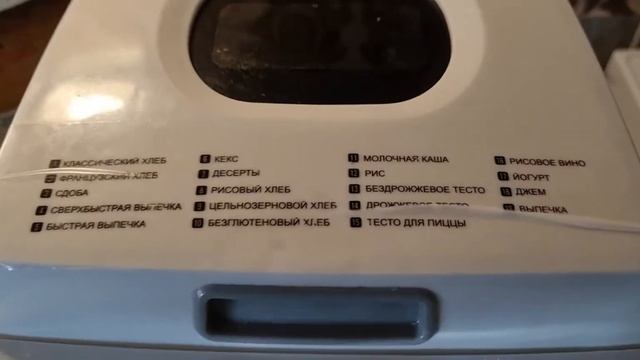 1 КЛАССИЧЕСКИЙ ХЛЕБ
2 ФРАНЦУЗСКИЙ ХЛЕБ
3 СДОБА
4 СВЕРХБЫСТРАЯ ВЫПЕЧКА
5 БЫСТРАЯ ВЫПЕЧКА
6 КЕКС
7 ДЕСЕРТЫ
8 РИСОВЫЙ ХЛЕБ
9 ЦЕЛЬНОЗЕРНОВОЙ ХЛЕБ
10 БЕЗГЛЮТЕНОВЫЙ ХЛЕБ
11 МОЛОЧНАЯ КАША
12 РИС
13 БЕЗДРОЖЖЕВОЕ ТЕСТО
14 ДРОЖЖЕВОЕ ТЕСТО
15 ТЕСТО ДЛЯ ПИЦЦЫ
16 РИСОВОЕ ВИНО
17 ЙОГУРТ
18 ДЖЕМ
19 ВЫПЕЧКА